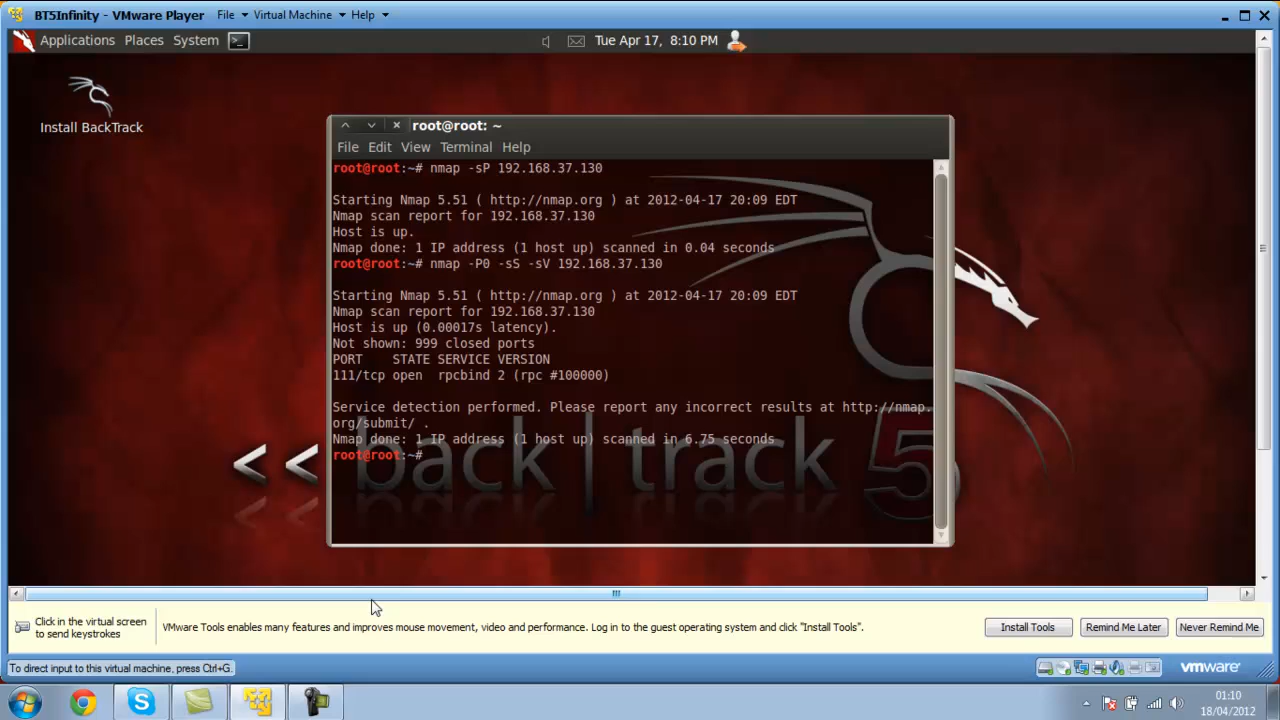 BT5Infinity - VMware Player File Virtual Machine Help
Applications Places System Tue Apr 17, 8:10 PM
Install BackTrack
root@root: ~
File Edit View Terminal Help
root@root:~# nmap -sP 192.168.37.130
Starting Nmap 5.51 ( http://nmap.org ) at 2012-04-17 20:09 EDT
Nmap scan report for 192.168.37.130
Host is up.
Nmap done: 1 IP address (1 host up) scanned in 0.04 seconds
root@root:~# nmap -P0 -sS -sV 192.168.37.130
Starting Nmap 5.51 ( http://nmap.org ) at 2012-04-17 20:09 EDT
Nmap scan report for 192.168.37.130
Host is up (0.00017s latency).
Not shown: 999 closed ports
PORT    STATE SERVICE VERSION
111/tcp open  rpcbind 2 (rpc #100000)
Service detection performed. Please report any incorrect results at http://nmap.
org/submit/ .
Nmap done: 1 IP address (1 host up) scanned in 6.75 seconds
root@root:~#
<< back | track 5
Click in the virtual screen
to send keystrokes
VMware Tools enables many features and improves mouse movement, video and performance. Log in to the guest operating system and click "Install Tools".
Install Tools Remind Me Later Never Remind Me
To direct input to this virtual machine, press Ctrl+G.
vmware
01:10
18/04/2012